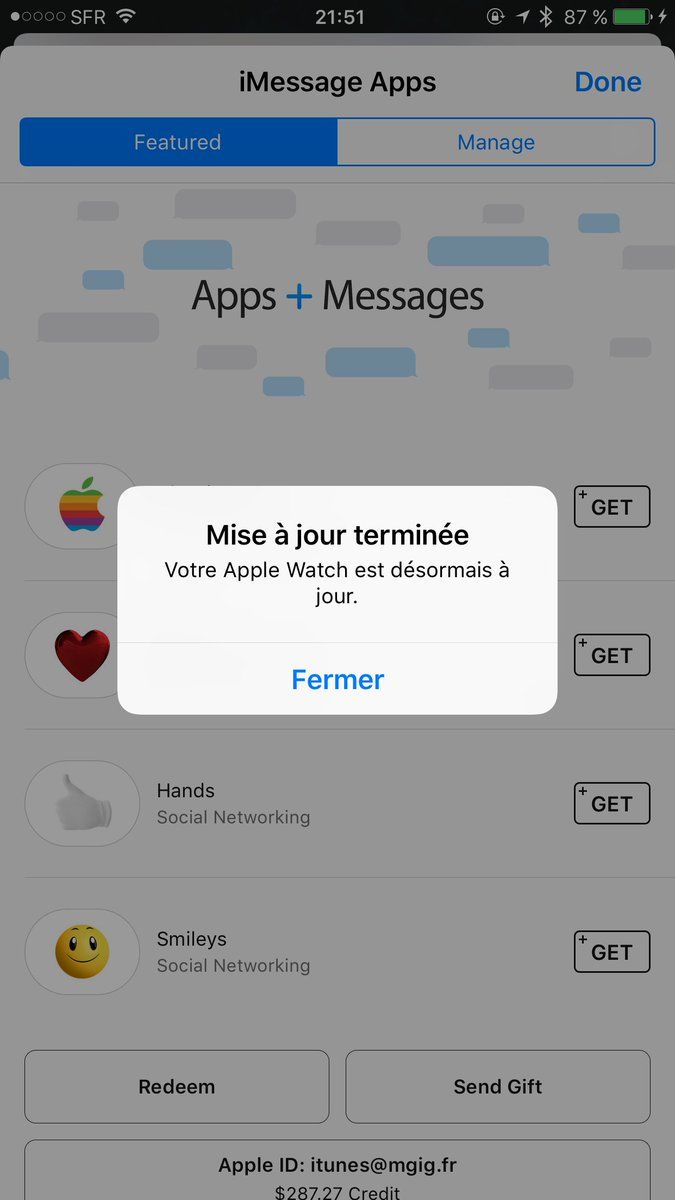 SFR 21:51 87 %
iMessage Apps Done
Featured Manage
Apps + Messages
GET
Mise à jour terminée
Votre Apple Watch est désormais à
jour.
GET
Fermer
Hands
Social Networking
GET
Smileys
Social Networking
GET
Redeem Send Gift
Apple ID: itunes@mgig.fr
$287.27 Credit